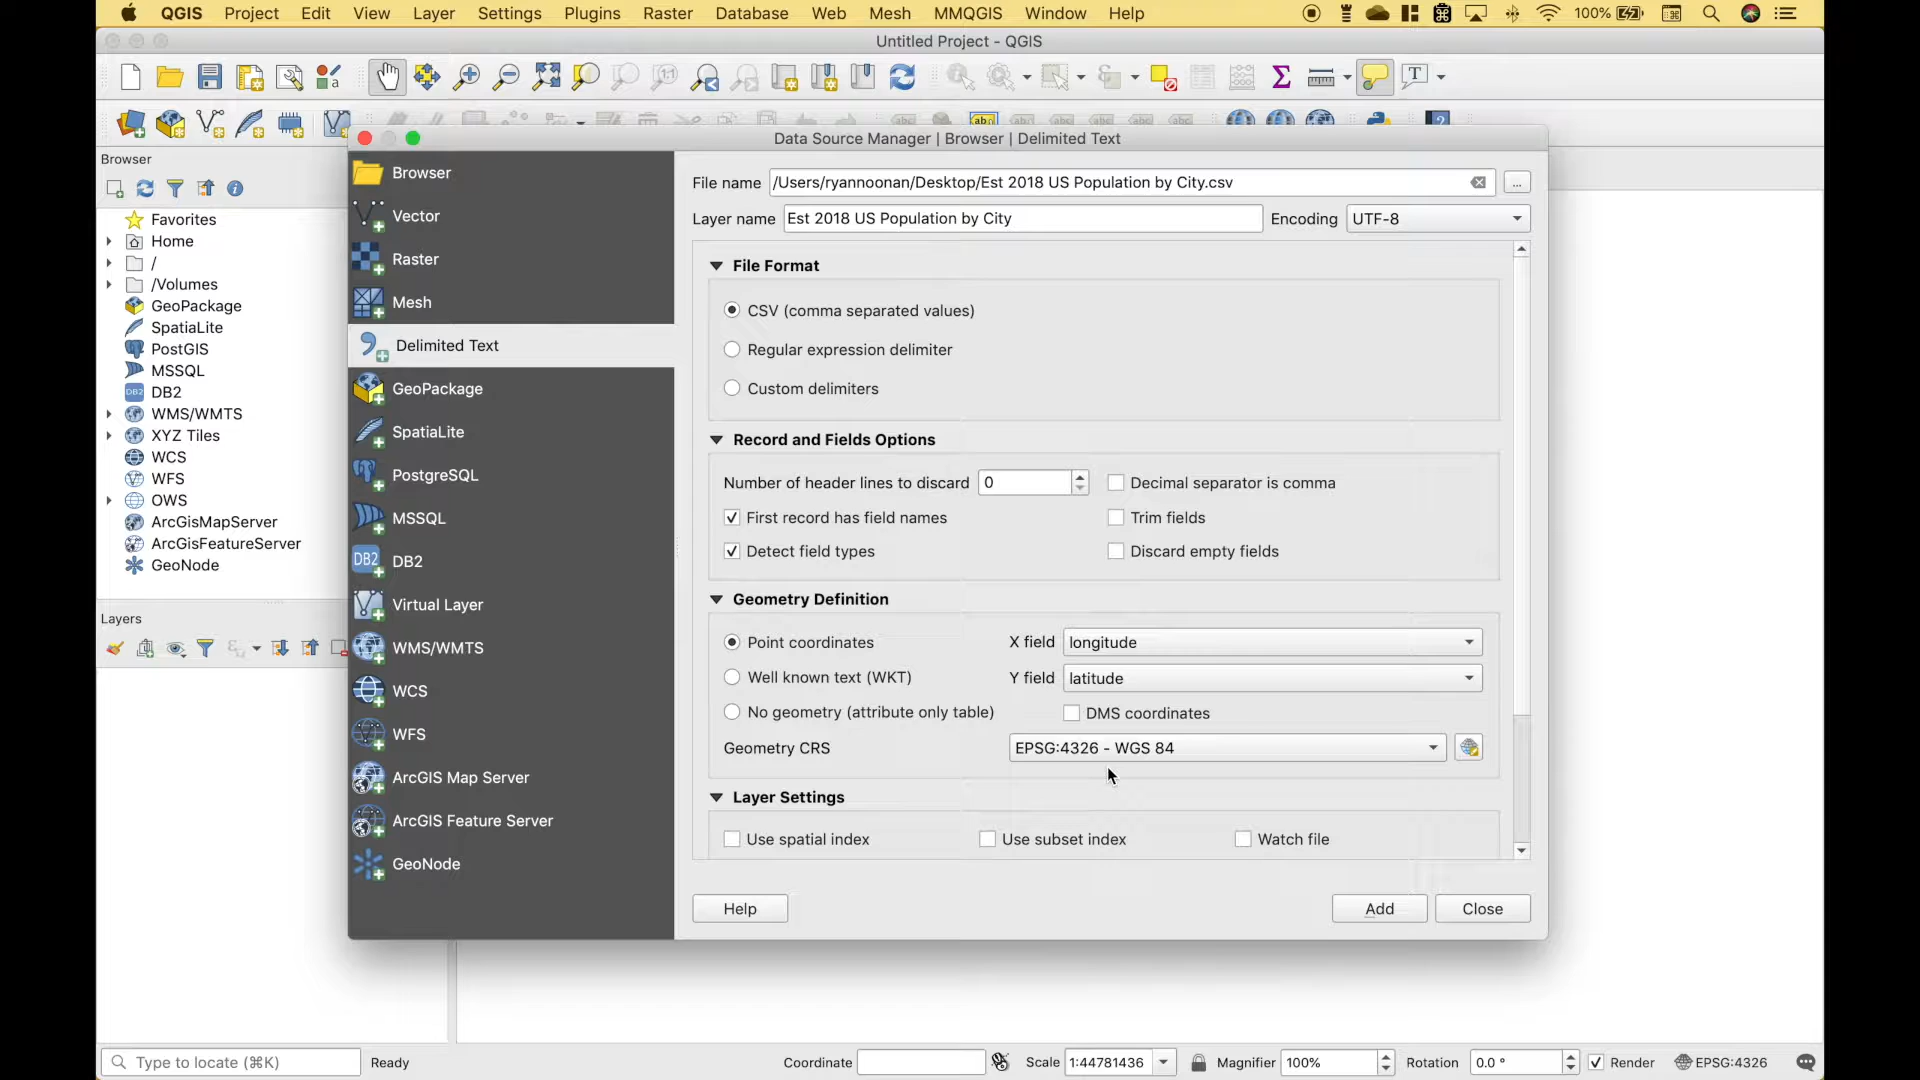 QGIS Project Edit View Layer Settings Plugins Raster Database Web Mesh MMQGIS Window Help 100%
Untitled Project - QGIS
Browser
Favorites
Home
/
/Volumes
GeoPackage
SpatiaLite
PostGIS
MSSQL
DB2
WMS/WMTS
XYZ Tiles
WCS
WFS
OWS
ArcGisMapServer
ArcGisFeatureServer
GeoNode
Layers
Data Source Manager | Browser | Delimited Text
Browser
Vector
Raster
Mesh
Delimited Text
GeoPackage
SpatiaLite
PostgreSQL
MSSQL
DB2 DB2
Virtual Layer
WMS/WMTS
WCS
WFS
ArcGIS Map Server
ArcGIS Feature Server
GeoNode
File name /Users/ryannoonan/Desktop/Est 2018 US Population by City.csv ...
Layer name Est 2018 US Population by City Encoding UTF-8
File Format
CSV (comma separated values)
Regular expression delimiter
Custom delimiters
Record and Fields Options
Number of header lines to discard 0 Decimal separator is comma
First record has field names Trim fields
Detect field types Discard empty fields
Geometry Definition
Point coordinates X field longitude
Well known text (WKT) Y field latitude
No geometry (attribute only table) DMS coordinates
Geometry CRS EPSG:4326 - WGS 84
Layer Settings
Use spatial index Use subset index Watch file
Help Add Close
Type to locate (⌘K) Ready Coordinate Scale 1:44781436 Magnifier 100% Rotation 0.0 ° Render EPSG:4326